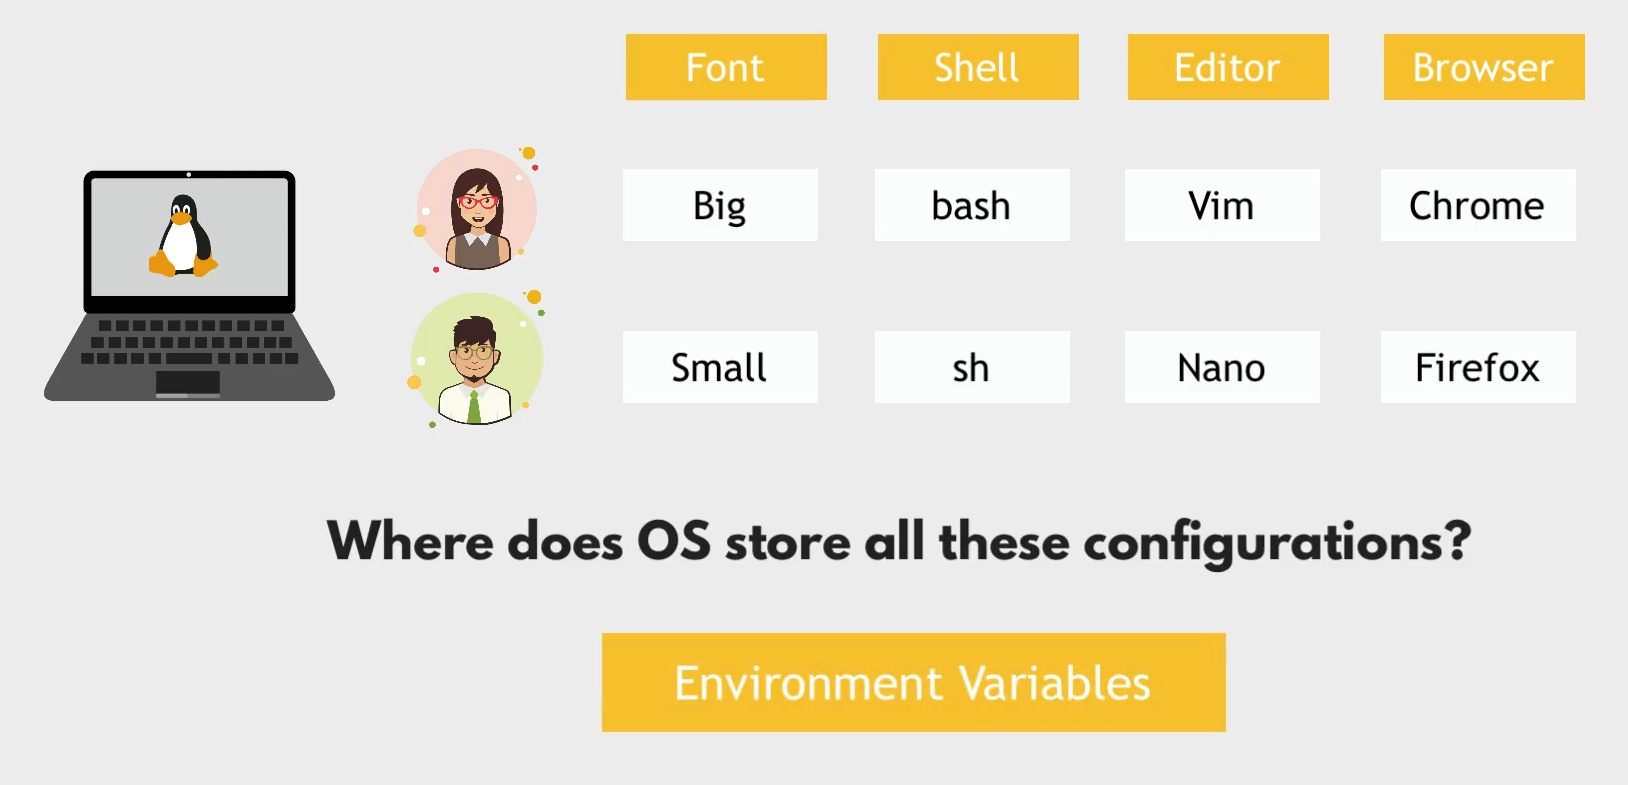 Font Shell Editor Browser
Big bash Vim Chrome
Small sh Nano Firefox
Where does OS store all these configurations?
Environment Variables